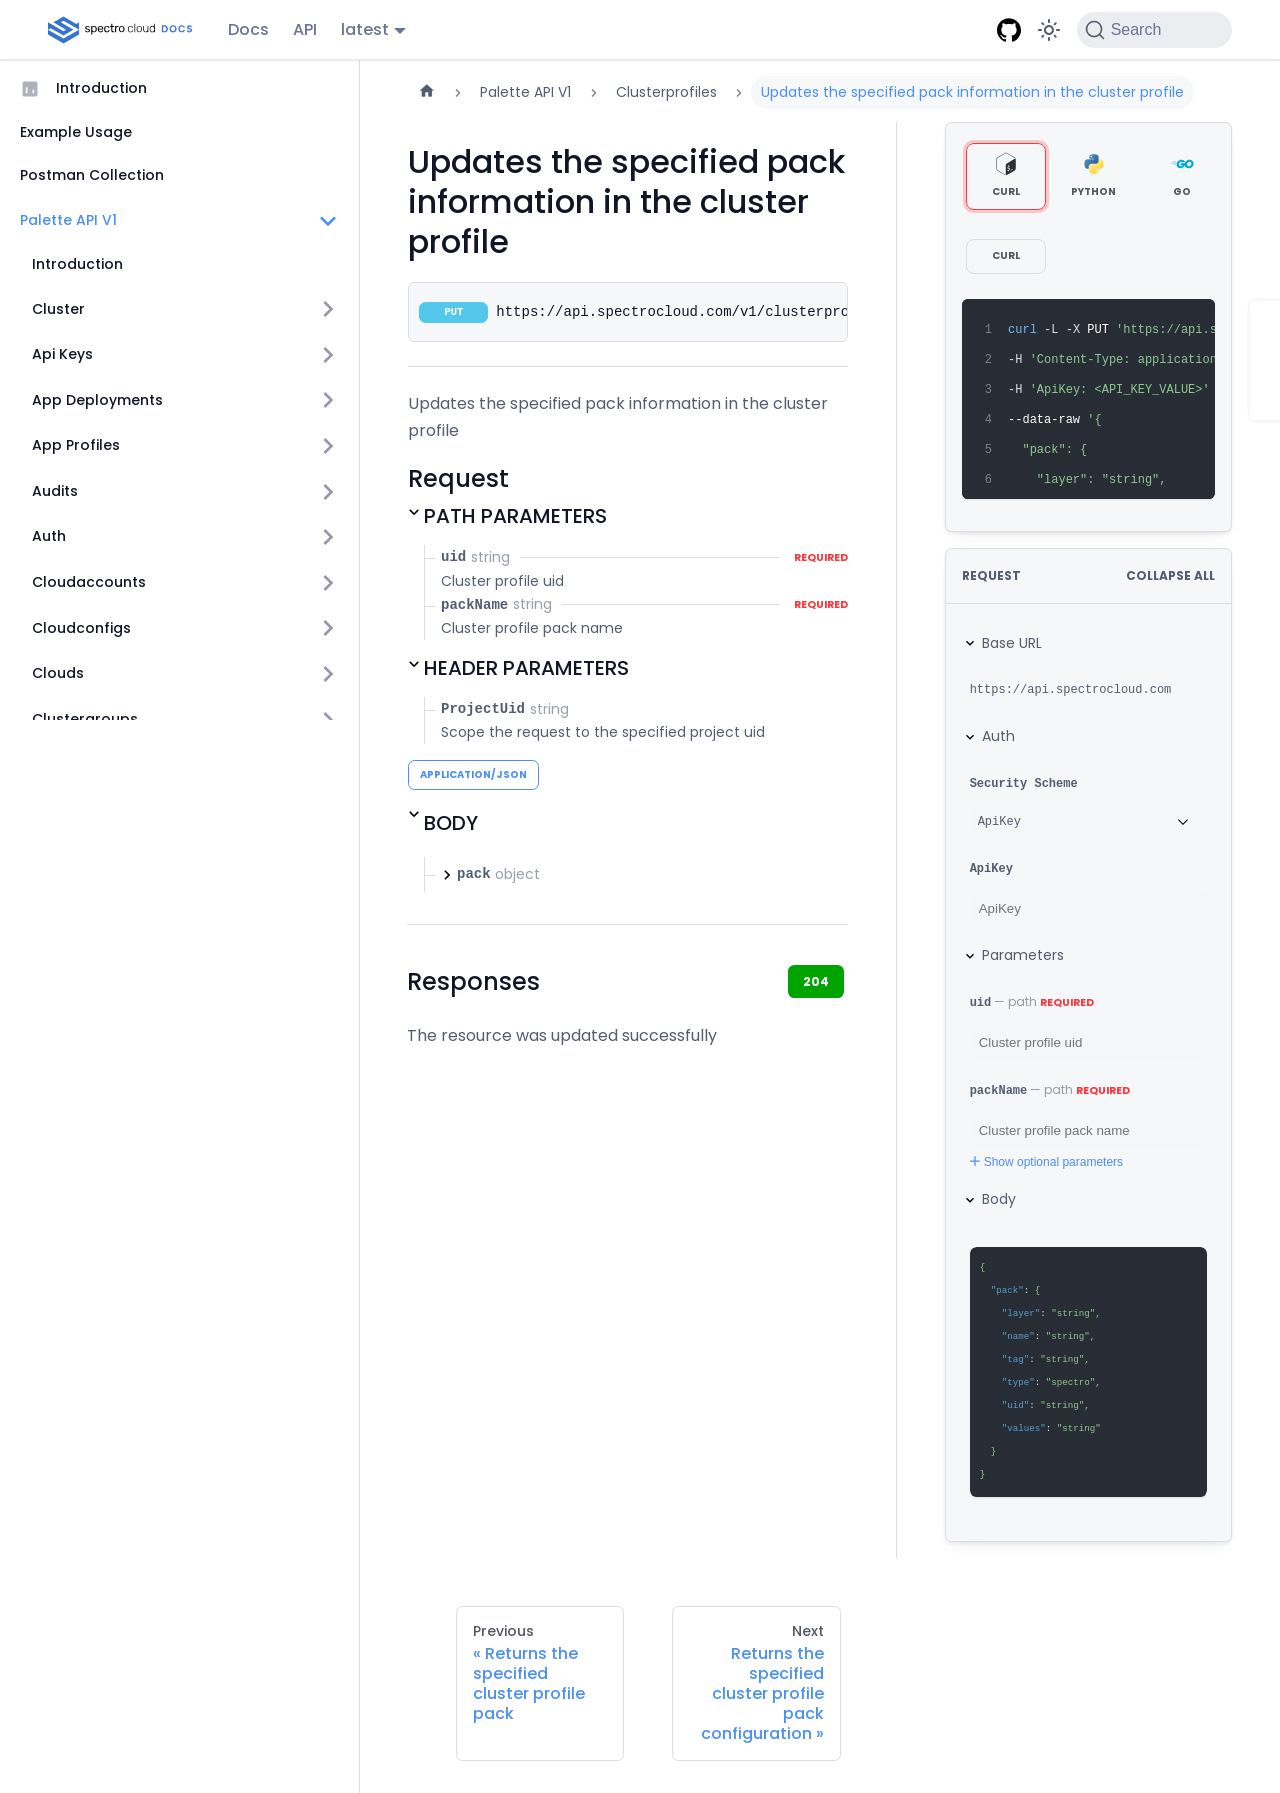 spectro cloud DOCS
Docs
API
latest
Search
Introduction
Example Usage
Postman Collection
Palette API V1
Introduction
Cluster
Api Keys
App Deployments
App Profiles
Audits
Auth
Cloudaccounts
Cloudconfigs
Clouds
Clustergroups
Palette API V1
Clusterprofiles
Updates the specified pack information in the cluster profile
Updates the specified pack
information in the cluster
profile
PUT https://api.spectrocloud.com/v1/clusterpro
Updates the specified pack information in the cluster
profile
Request
PATH PARAMETERS
uid string REQUIRED
Cluster profile uid
packName string REQUIRED
Cluster profile pack name
HEADER PARAMETERS
ProjectUid string
Scope the request to the specified project uid
APPLICATION/JSON
BODY
pack object
Responses
204
The resource was updated successfully
CURL
PYTHON
GO
CURL
1 curl -L -X PUT 'https://api.s
2 -H 'Content-Type: application
3 -H 'ApiKey: <API_KEY_VALUE>'
4 --data-raw '{
5 "pack": {
6 "layer": "string",
REQUEST
COLLAPSE ALL
Base URL
https://api.spectrocloud.com
Auth
Security Scheme
ApiKey
ApiKey
ApiKey
Parameters
uid — path REQUIRED
Cluster profile uid
packName — path REQUIRED
Cluster profile pack name
Show optional parameters
Body
{
"pack": {
"layer": "string",
"name": "string",
"tag": "string",
"type": "spectro",
"uid": "string",
"values": "string"
}
}
Previous
« Returns the
specified
cluster profile
pack
Next
Returns the
specified
cluster profile
pack
configuration »